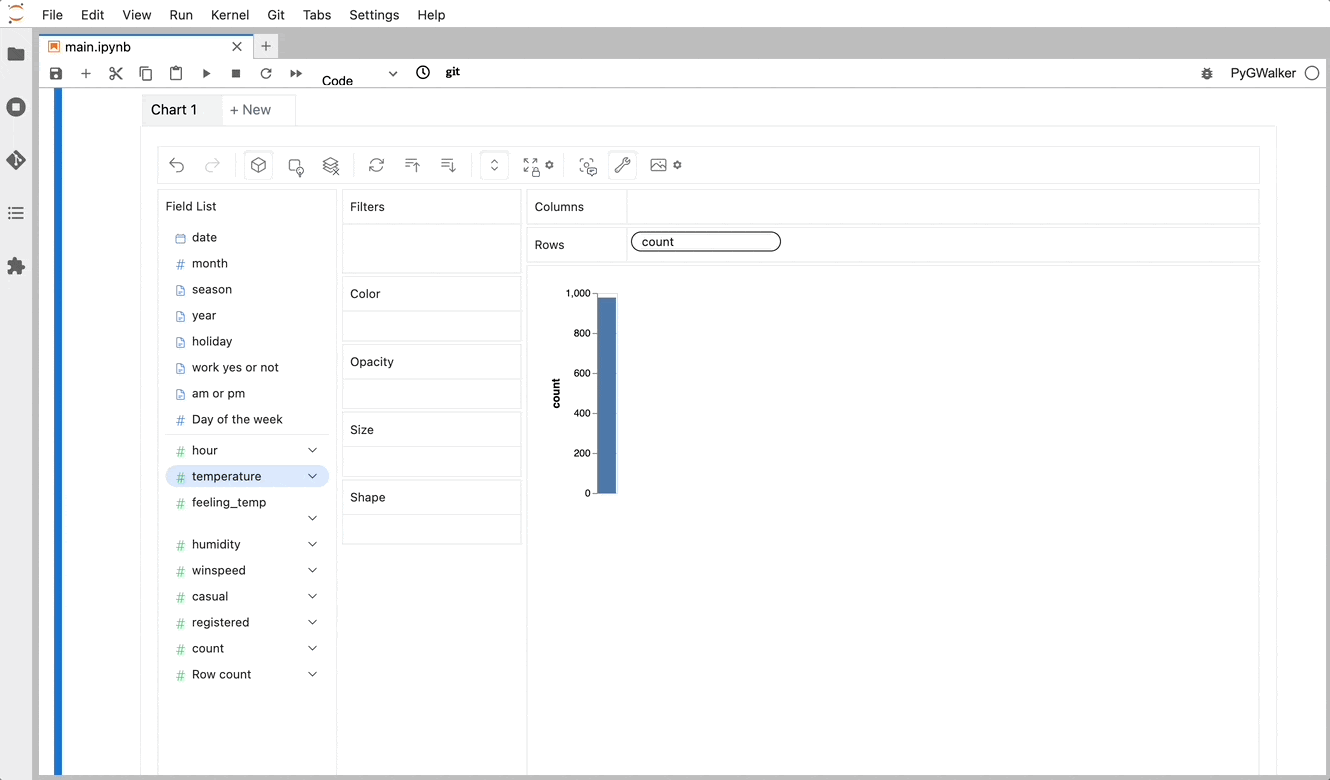 File Edit View Run Kernel Git Tabs Settings Help
main.ipynb
Code git PyGWalker
Chart 1 + New
Field List
date
month
season
year
holiday
work yes or not
am or pm
Day of the week
hour
temperature
feeling_temp
humidity
winspeed
casual
registered
count
Row count
Filters
Color
Opacity
Size
Shape
Columns
Rows count
1,000
800
600
400
200
0
count